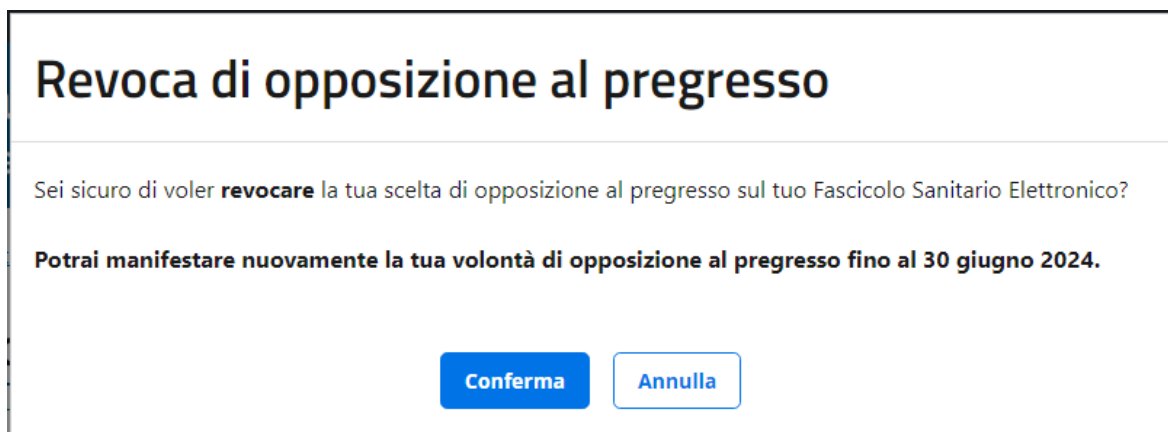 Revoca di opposizione al pregresso
Sei sicuro di voler revocare la tua scelta di opposizione al pregresso sul tuo Fascicolo Sanitario Elettronico?
Potrai manifestare nuovamente la tua volontà di opposizione al pregresso fino al 30 giugno 2024.
Conferma Annulla